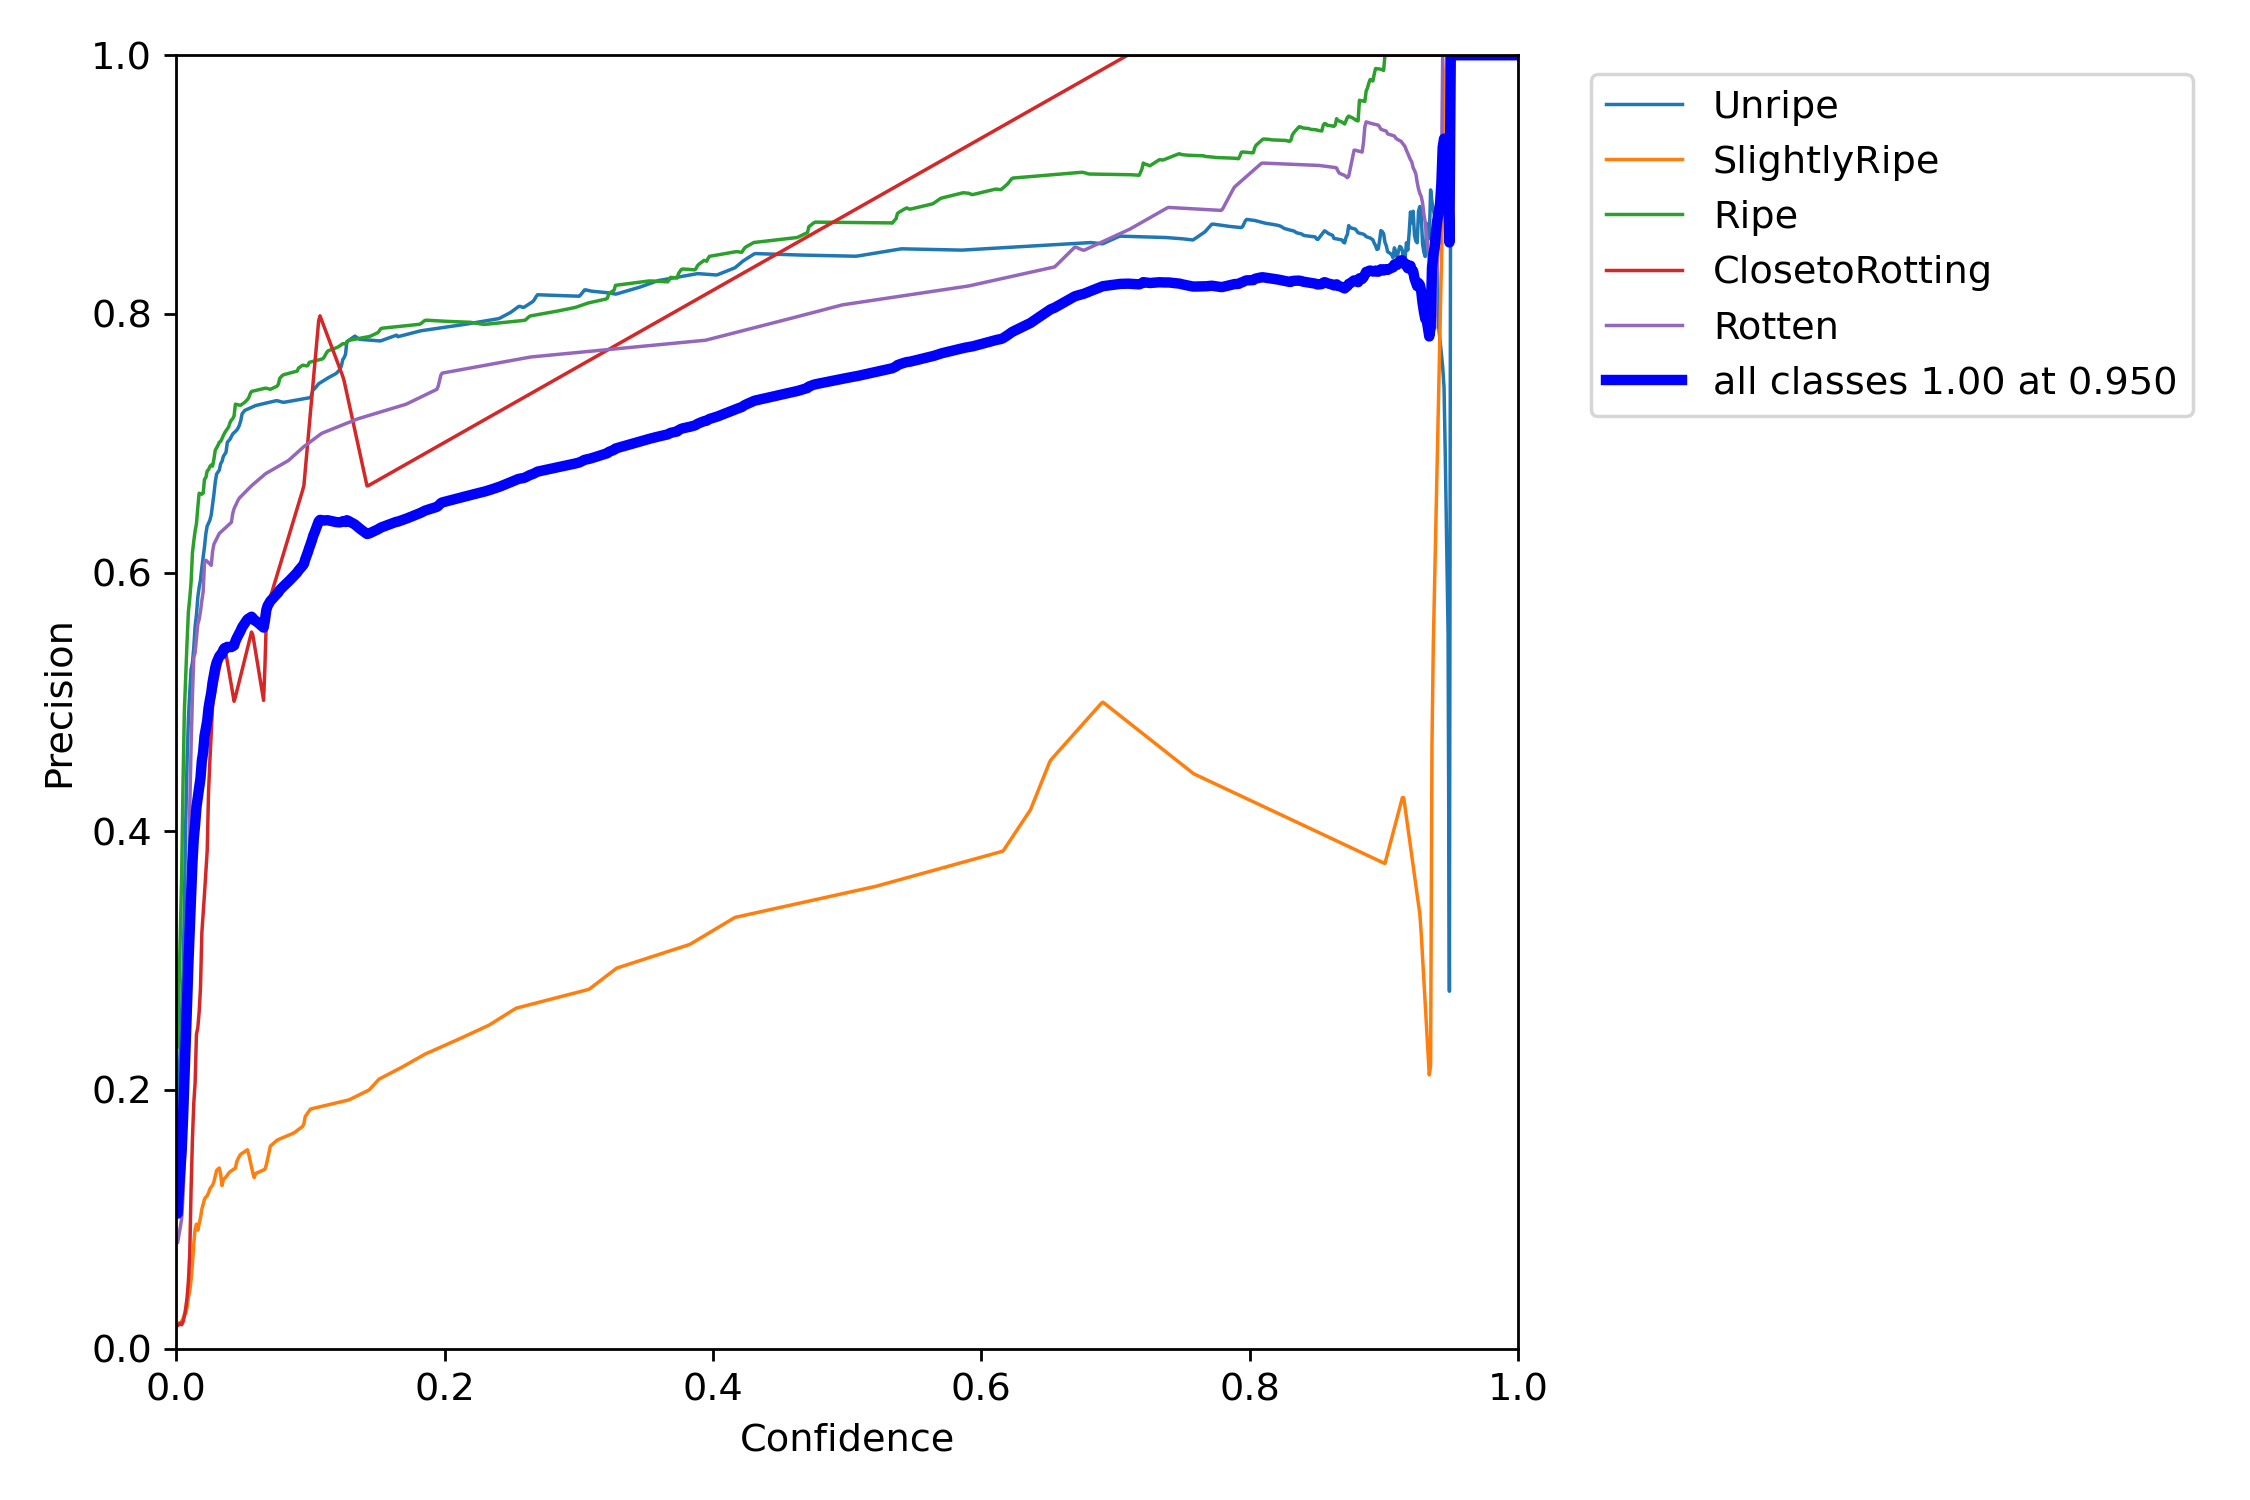 1.0
0.8
0.6
0.4
0.2
0.0
Precision
0.0 0.2 0.4 0.6 0.8 1.0
Confidence
Unripe
SlightlyRipe
Ripe
ClosetoRotting
Rotten
all classes 1.00 at 0.950